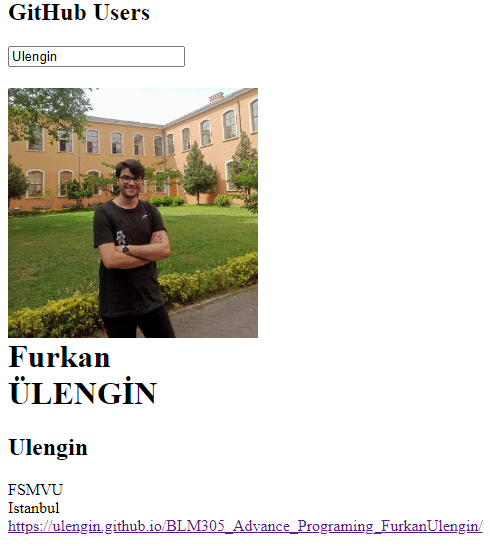 GitHub Users
Ulengin
Furkan
ÜLENGİN
Ulengin
FSMVU
Istanbul
https://ulengin.github.io/BLM305_Advance_Programing_FurkanUlengin/